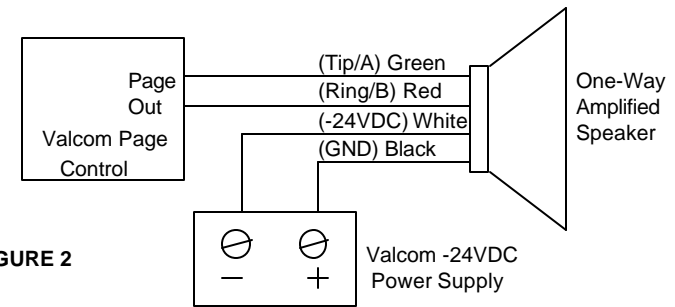 (Tip/A) Green
(Ring/B) Red
(-24VDC) White
(GND) Black
Page
Out
Valcom Page
Control
One-Way
Amplified
Speaker
GURE 2
− +
Valcom -24VDC
Power Supply